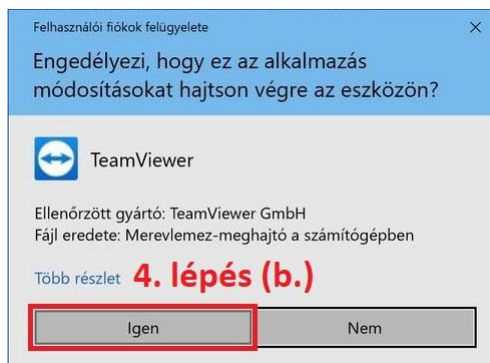 Felhasználói fiókok felügyelete
Engedélyezi, hogy ez az alkalmazás
módosításokat hajtson végre az eszközön?
TeamViewer
Ellenőrzött gyártó: TeamViewer GmbH
Fájl eredete: Merevlemez-meghajtó a számítógépben
Több részlet 4. lépés (b.)
Igen Nem